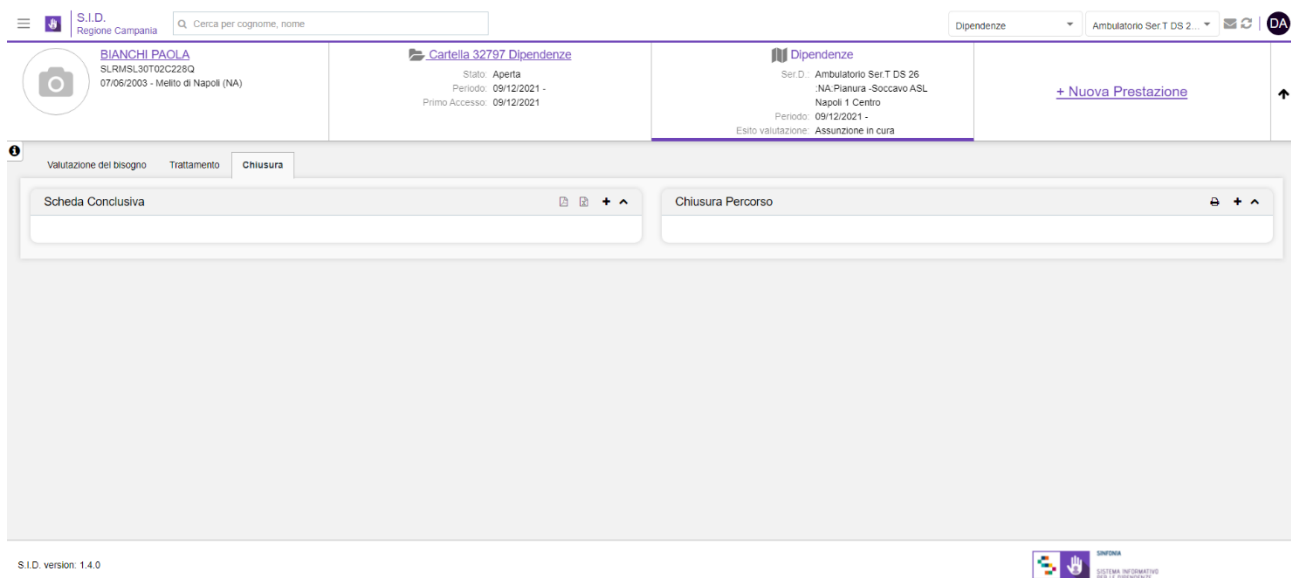 S.I.D.
Regione Campania
Cerca per cognome, nome
Dipendenze
Ambulatorio Ser.T DS 2...
DA
BIANCHI PAOLA
SLRMSL30T02C228Q
07/06/2003 - Melito di Napoli (NA)
Cartella 32797 Dipendenze
Stato: Aperta
Periodo: 09/12/2021 -
Primo Accesso: 09/12/2021
Dipendenze
Ser.D.: Ambulatorio Ser.T DS 26
:NA:Pianura -Soccavo ASL
Napoli 1 Centro
Periodo: 09/12/2021 -
Esito valutazione: Assunzione in cura
+ Nuova Prestazione
Valutazione del bisogno
Trattamento
Chiusura
Scheda Conclusiva
Chiusura Percorso
S.I.D. version: 1.4.0
SINFONIA
SISTEMA INFORMATIVO
PER LE DIPENDENZE